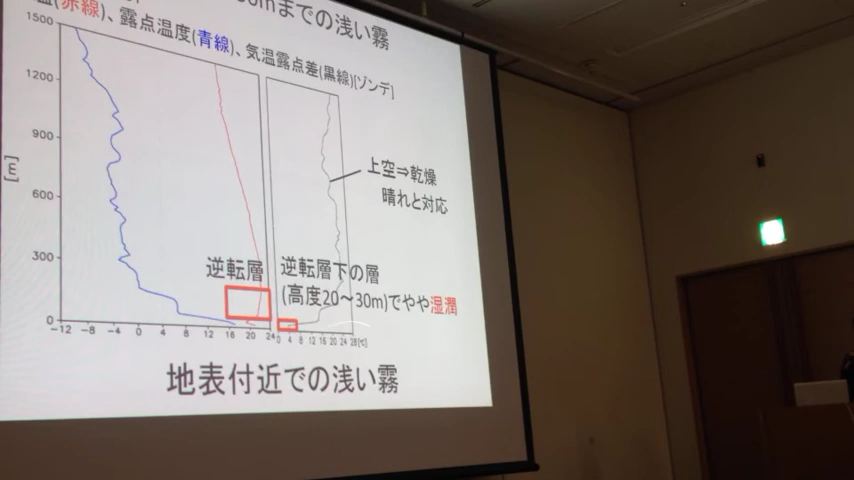 mまでの浅い霧
(赤線)、露点温度(青線)、気温露点差(黒線)[ゾンデ]
1500
1200
900
600
300
0
[m]
-12 -8 -4 0 4 8 12 16 20 24
0 4 8 12 16 20 24 28[℃]
上空⇒乾燥
晴れと対応
逆転層
逆転層下の層
(高度20～30m)でやや湿潤
地表付近での浅い霧